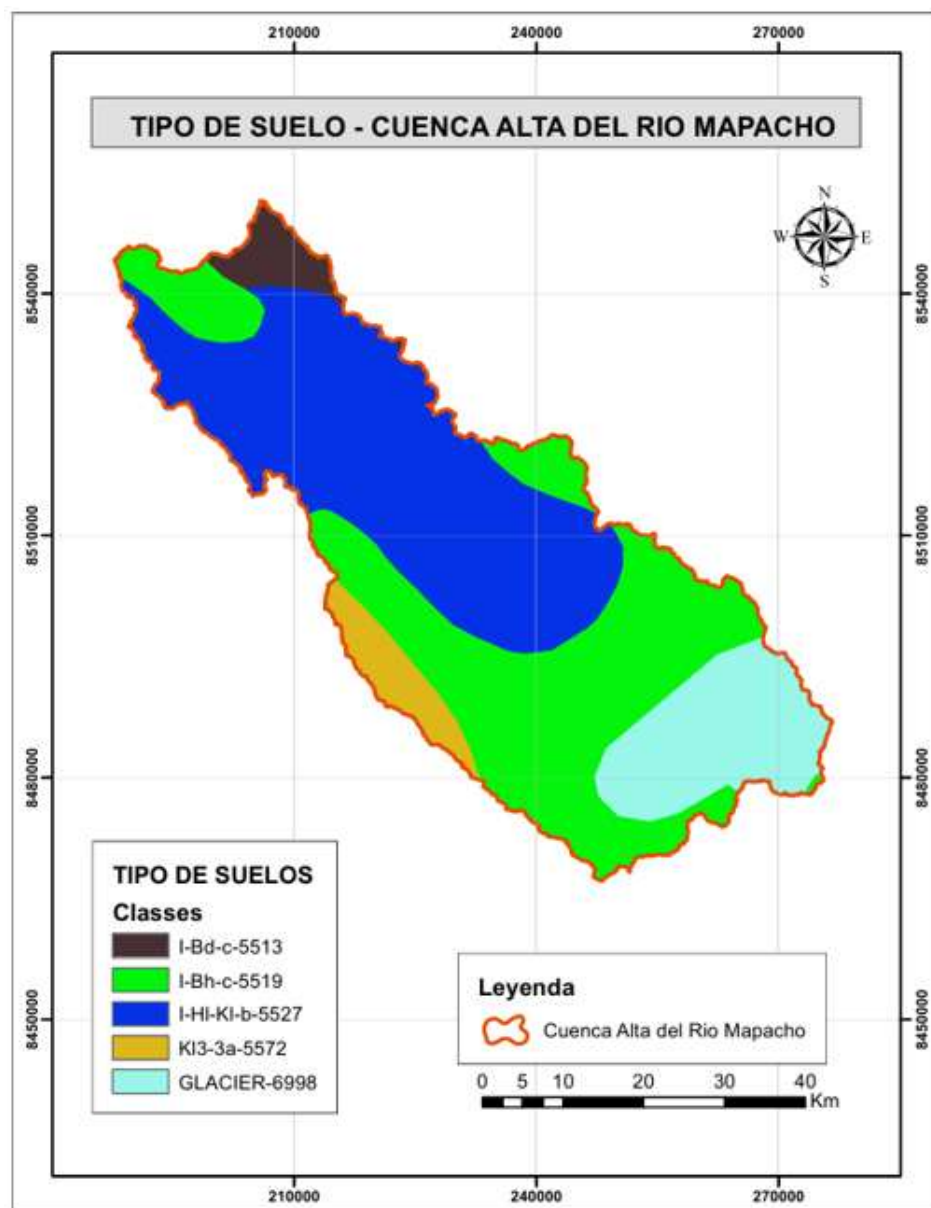 210000 240000 270000
TIPO DE SUELO - CUENCA ALTA DEL RIO MAPACHO
N
W E
S
8540000 8540000
8510000 8510000
8480000 8480000
8450000 8450000
TIPO DE SUELOS
Classes
I-Bd-c-5513
I-Bh-c-5519
I-Hl-Kl-b-5527
Kl3-3a-5572
GLACIER-6998
Leyenda
Cuenca Alta del Rio Mapacho
0 5 10 20 30 40
Km
210000 240000 270000